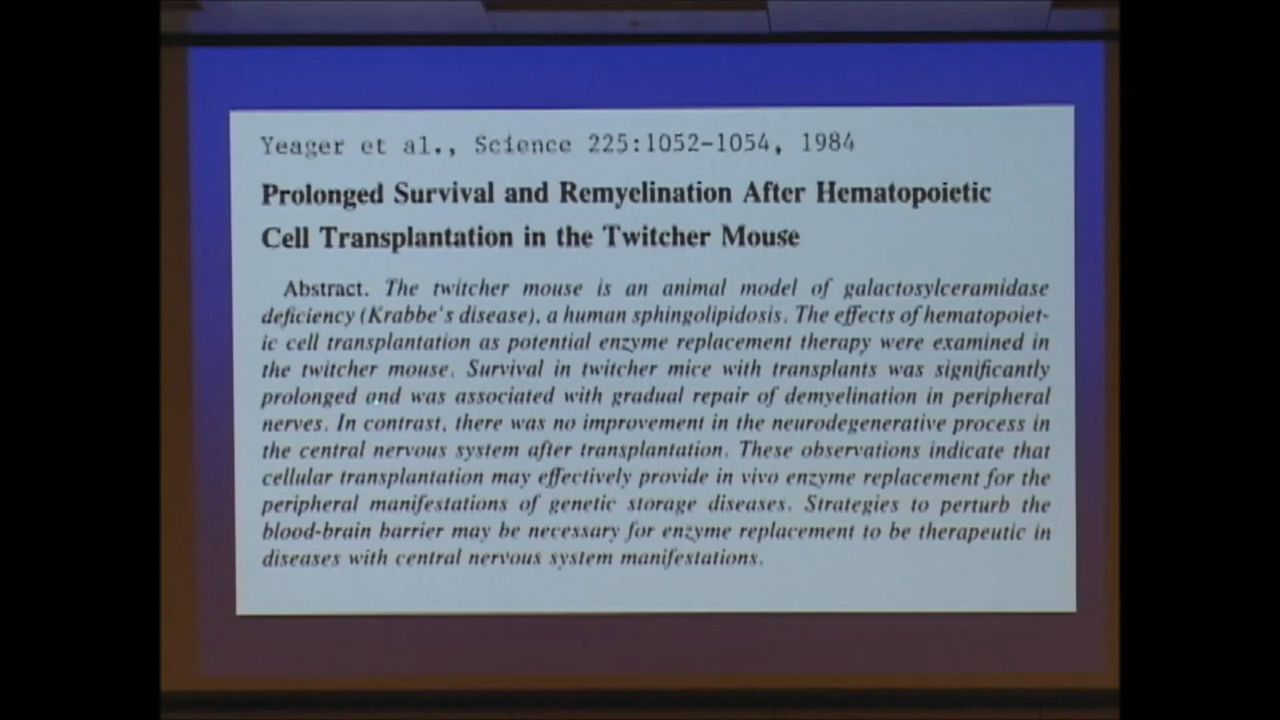 Yeager et al., Science 225:1052-1054, 1984
Prolonged Survival and Remyelination After Hematopoietic
Cell Transplantation in the Twitcher Mouse
Abstract. The twitcher mouse is an animal model of galactosylceramidase
deficiency (Krabbe's disease), a human sphingolipidosis. The effects of hematopoiet-
ic cell transplantation as potential enzyme replacement therapy were examined in
the twitcher mouse. Survival in twitcher mice with transplants was significantly
prolonged and was associated with gradual repair of demyelination in peripheral
nerves. In contrast, there was no improvement in the neurodegenerative process in
the central nervous system after transplantation. These observations indicate that
cellular transplantation may effectively provide in vivo enzyme replacement for the
peripheral manifestations of genetic storage diseases. Strategies to perturb the
blood-brain barrier may be necessary for enzyme replacement to be therapeutic in
diseases with central nervous system manifestations.